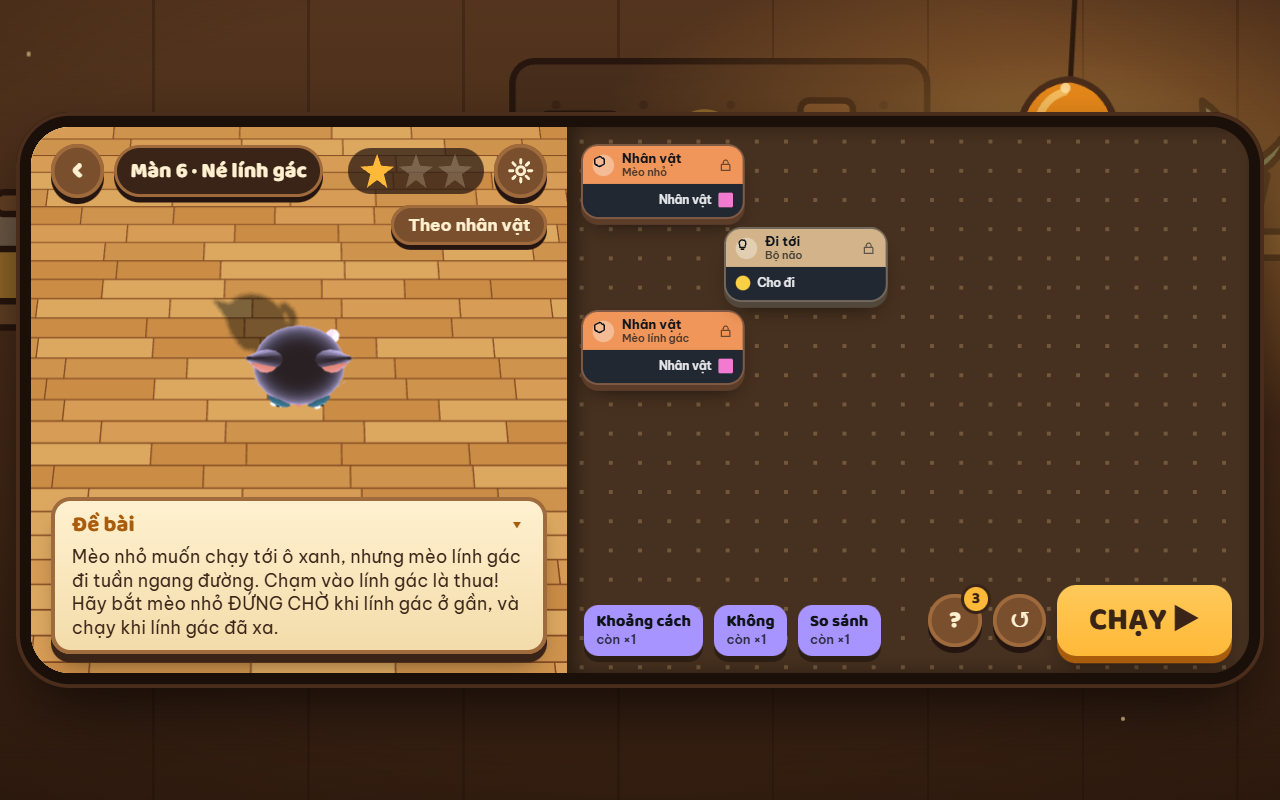 Màn 6 · Né lính gác
Theo nhân vật
Đề bài
Mèo nhỏ muốn chạy tới ô xanh, nhưng mèo lính gác
đi tuần ngang đường. Chạm vào lính gác là thua!
Hãy bắt mèo nhỏ ĐỨNG CHỜ khi lính gác ở gần, và
chạy khi lính gác đã xa.
Nhân vật
Mèo nhỏ
Nhân vật
Đi tới
Bộ não
Cho đi
Nhân vật
Mèo lính gác
Nhân vật
Khoảng cách
còn ×1
Không
còn ×1
So sánh
còn ×1
?
3
CHẠY